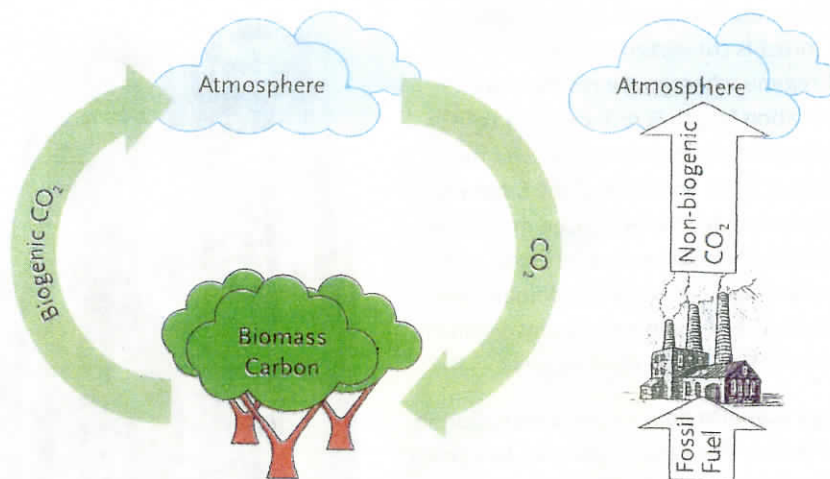 Atmosphere
Biogenic CO₂
CO₂
Biomass
Carbon
Atmosphere
Non-biogenic
CO₂
Fossil
Fuel